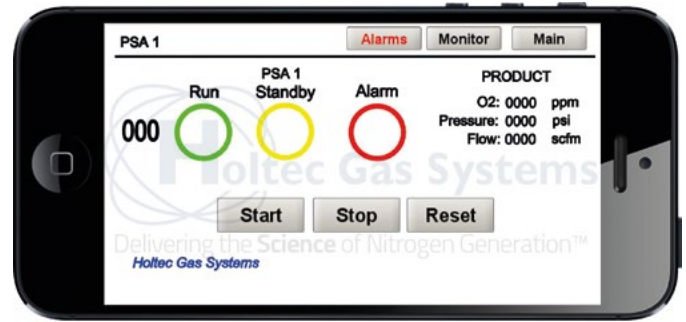 PSA 1
Alarms
Monitor
Main
Run
PSA 1
Standby
Alarm
PRODUCT
O2: 0000 ppm
Pressure: 0000 psi
Flow: 0000 scfm
000
Holtec Gas Systems
Start
Stop
Reset
Delivering the Science of Nitrogen Generation™
Holtec Gas Systems